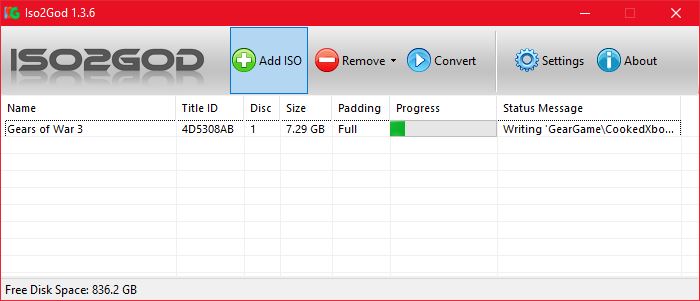 Iso2God 1.3.6
ISO2GOD Add ISO Remove Convert Settings About
Name Title ID Disc Size Padding Progress Status Message
Gears of War 3 4D5308AB 1 7.29 GB Full Writing 'GearGame\CookedXbo...
Free Disk Space: 836.2 GB